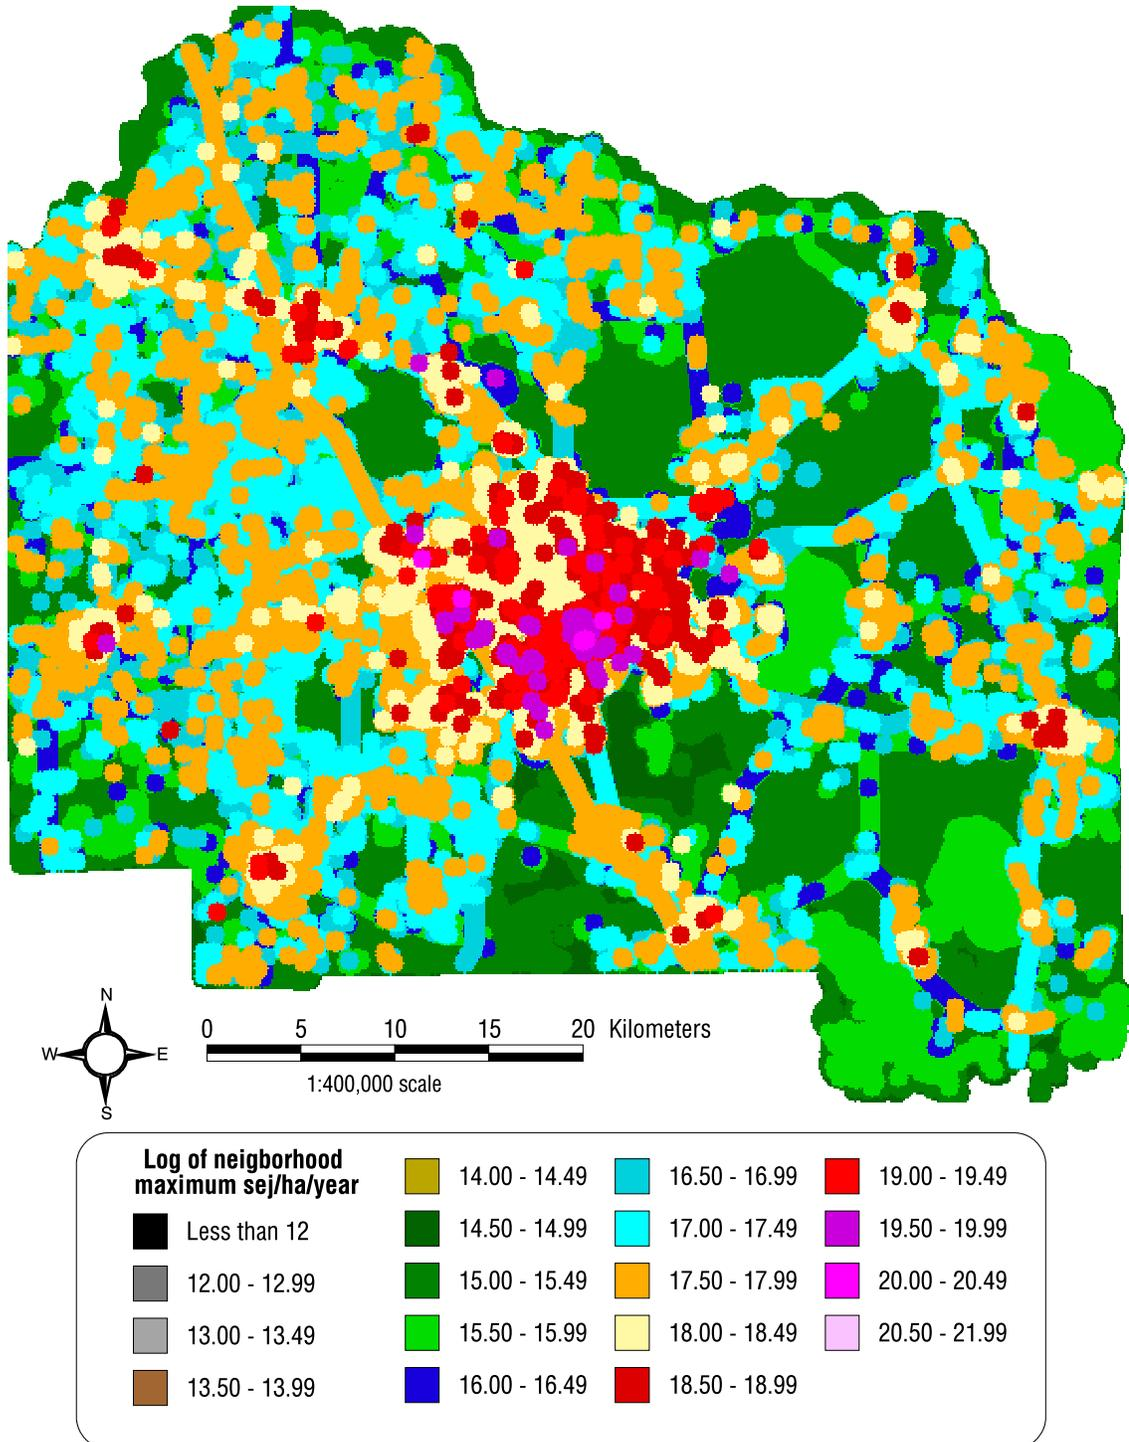 N
W E
S
0 5 10 15 20 Kilometers
1:400,000 scale
Log of neigborhood
maximum sej/ha/year
Less than 12
12.00 - 12.99
13.00 - 13.49
13.50 - 13.99
14.00 - 14.49
14.50 - 14.99
15.00 - 15.49
15.50 - 15.99
16.00 - 16.49
16.50 - 16.99
17.00 - 17.49
17.50 - 17.99
18.00 - 18.49
18.50 - 18.99
19.00 - 19.49
19.50 - 19.99
20.00 - 20.49
20.50 - 21.99